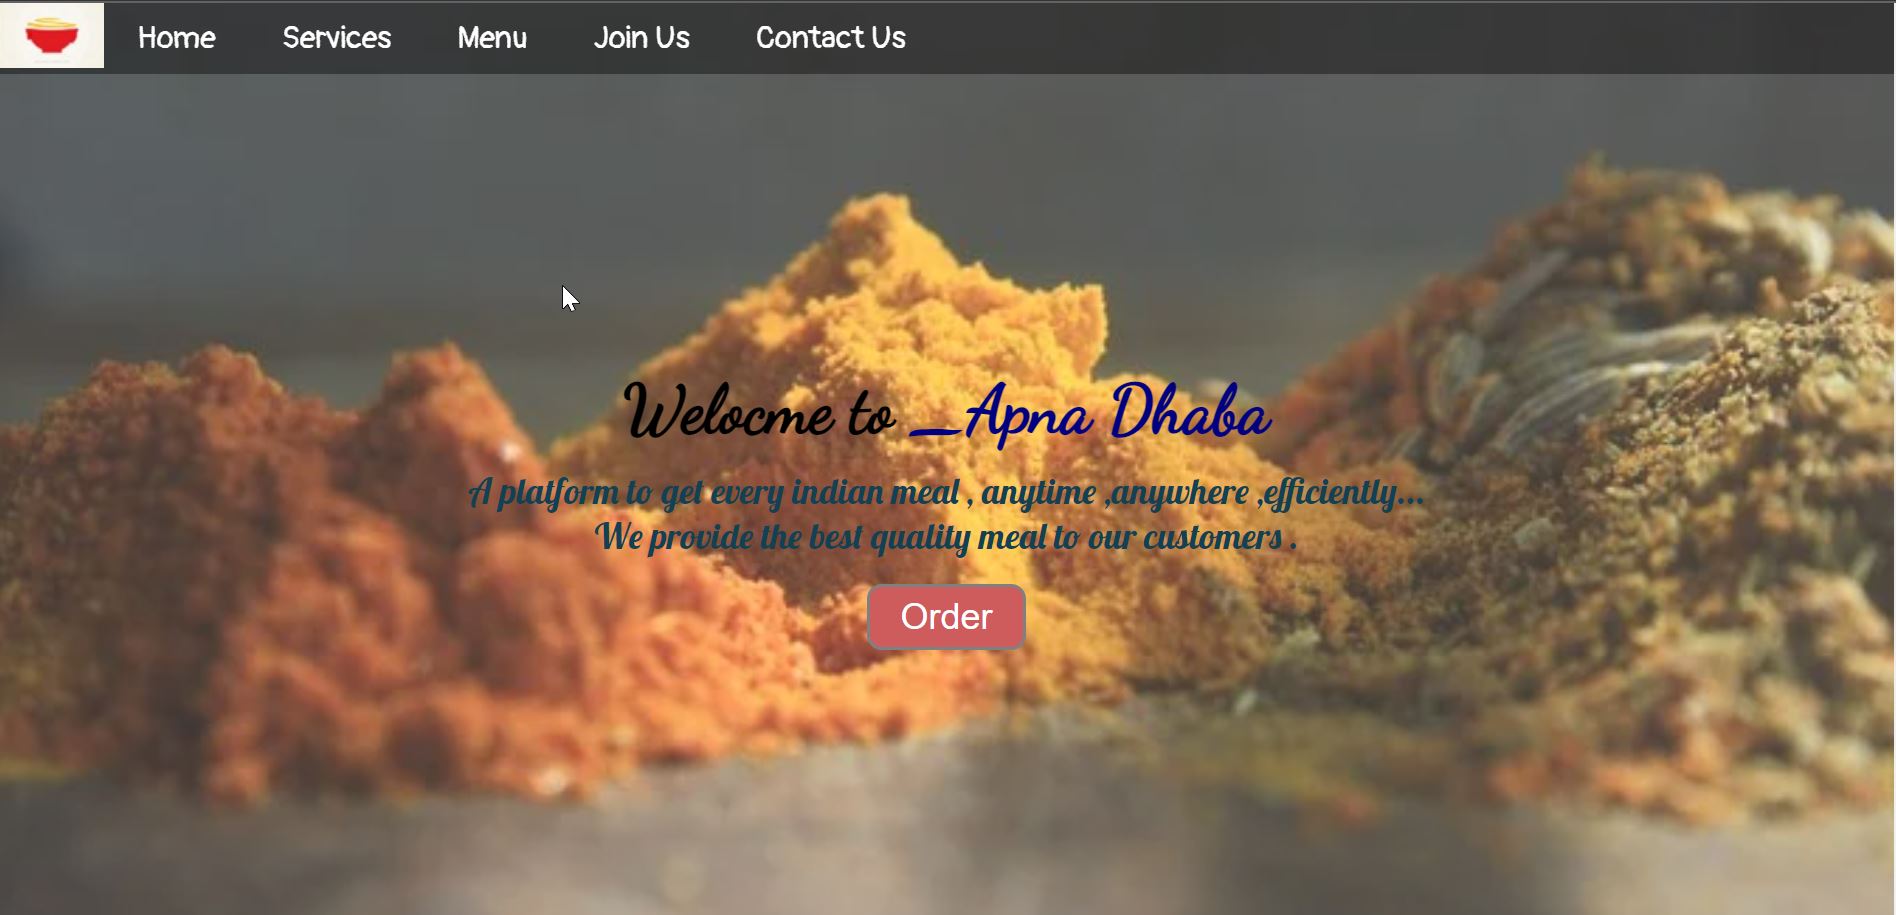 Home Services Menu Join Us Contact Us
Welocme to _Apna Dhaba
A platform to get every indian meal , anytime ,anywhere ,efficiently...
We provide the best quality meal to our customers .
Order